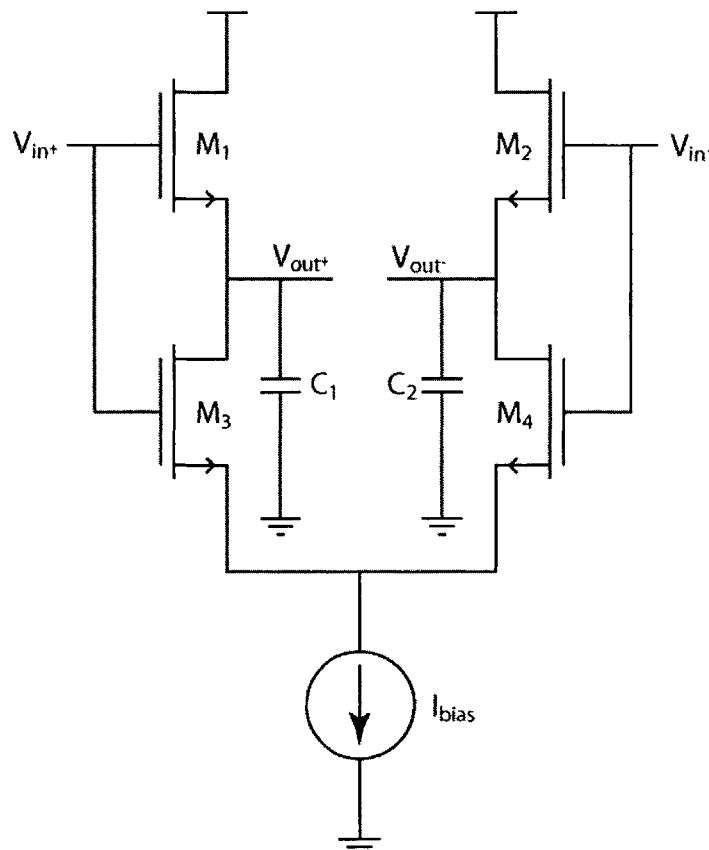 V_in+ M_1 M_2 V_in-
V_out+ V_out-
M_3 C_1 C_2 M_4
I_bias